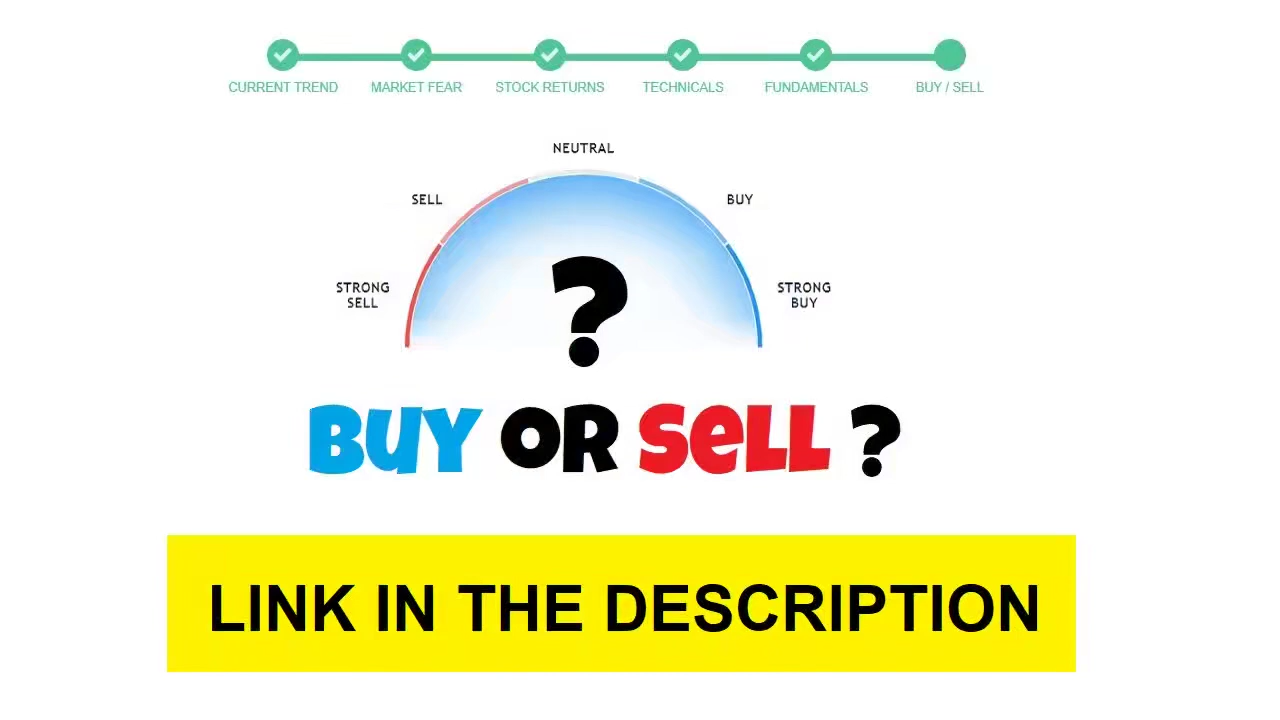 CURRENT TREND MARKET FEAR STOCK RETURNS TECHNICALS FUNDAMENTALS BUY / SELL
NEUTRAL
SELL BUY
STRONG SELL STRONG BUY
?
BUY OR SELL ?
LINK IN THE DESCRIPTION